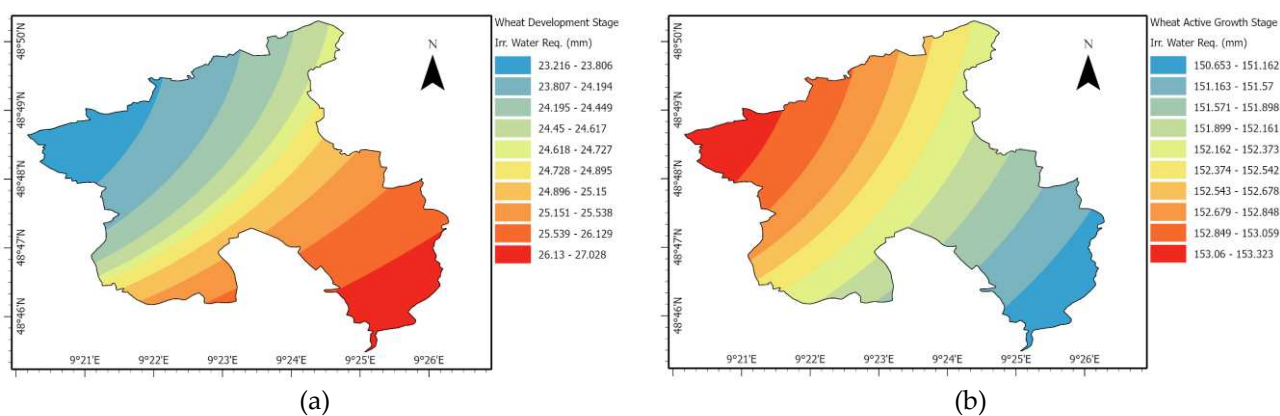 Wheat Development Stage
Irr. Water Req. (mm)
23.216 - 23.806
23.807 - 24.194
24.195 - 24.449
24.45 - 24.617
24.618 - 24.727
24.728 - 24.895
24.896 - 25.15
25.151 - 25.538
25.539 - 26.129
26.13 - 27.028
N
48°50'N
48°49'N
48°48'N
48°47'N
48°46'N
9°21'E 9°22'E 9°23'E 9°24'E 9°25'E 9°26'E
(a)
Wheat Active Growth Stage
Irr. Water Req. (mm)
150.653 - 151.162
151.163 - 151.57
151.571 - 151.898
151.899 - 152.161
152.162 - 152.373
152.374 - 152.542
152.543 - 152.678
152.679 - 152.848
152.849 - 153.059
153.06 - 153.323
N
48°50'N
48°49'N
48°48'N
48°47'N
48°46'N
9°21'E 9°22'E 9°23'E 9°24'E 9°25'E 9°26'E
(b)